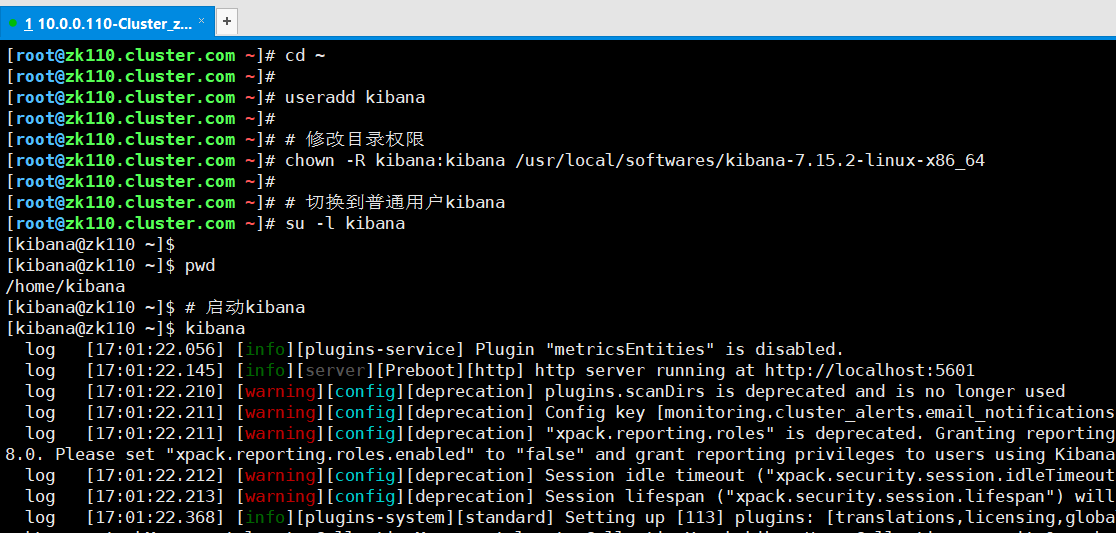 1 10.0.0.110-Cluster_z... × +
[root@zk110.cluster.com ~]# cd ~
[root@zk110.cluster.com ~]#
[root@zk110.cluster.com ~]# useradd kibana
[root@zk110.cluster.com ~]#
[root@zk110.cluster.com ~]# # 修改目录权限
[root@zk110.cluster.com ~]# chown -R kibana:kibana /usr/local/softwares/kibana-7.15.2-linux-x86_64
[root@zk110.cluster.com ~]#
[root@zk110.cluster.com ~]# # 切换到普通用户kibana
[root@zk110.cluster.com ~]# su -l kibana
[kibana@zk110 ~]$
[kibana@zk110 ~]$ pwd
/home/kibana
[kibana@zk110 ~]$ # 启动kibana
[kibana@zk110 ~]$ kibana
log [17:01:22.056] [info][plugins-service] Plugin "metricsEntities" is disabled.
log [17:01:22.145] [info][server][Preboot][http] http server running at http://localhost:5601
log [17:01:22.210] [warning][config][deprecation] plugins.scanDirs is deprecated and is no longer used
log [17:01:22.211] [warning][config][deprecation] Config key [monitoring.cluster_alerts.email_notifications
log [17:01:22.211] [warning][config][deprecation] "xpack.reporting.roles" is deprecated. Granting reporting
8.0. Please set "xpack.reporting.roles.enabled" to "false" and grant reporting privileges to users using Kibana
log [17:01:22.212] [warning][config][deprecation] Session idle timeout ("xpack.security.session.idleTimeout
log [17:01:22.213] [warning][config][deprecation] Session lifespan ("xpack.security.session.lifespan") will
log [17:01:22.368] [info][plugins-system][standard] Setting up [113] plugins: [translations,licensing,globa